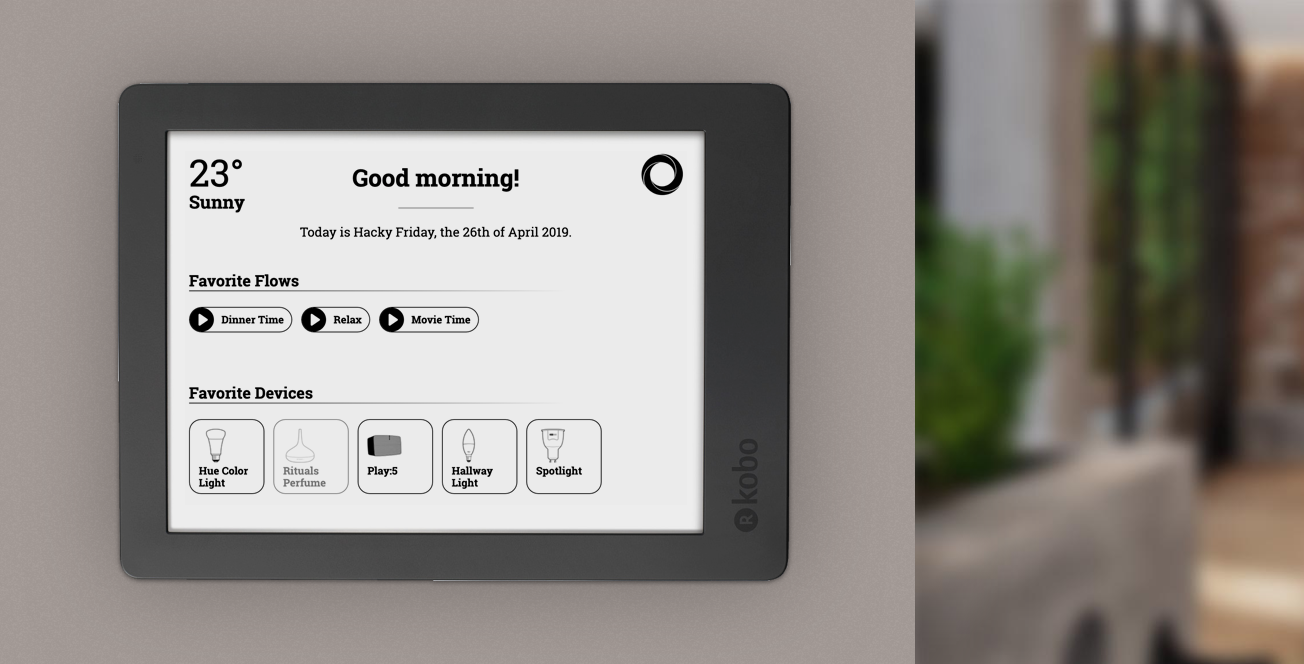 23°
Sunny
Good morning!
Today is Hacky Friday, the 26th of April 2019.
Favorite Flows
Dinner Time
Relax
Movie Time
Favorite Devices
Hue Color
Light
Rituals
Perfume
Play:5
Hallway
Light
Spotlight
R kobo